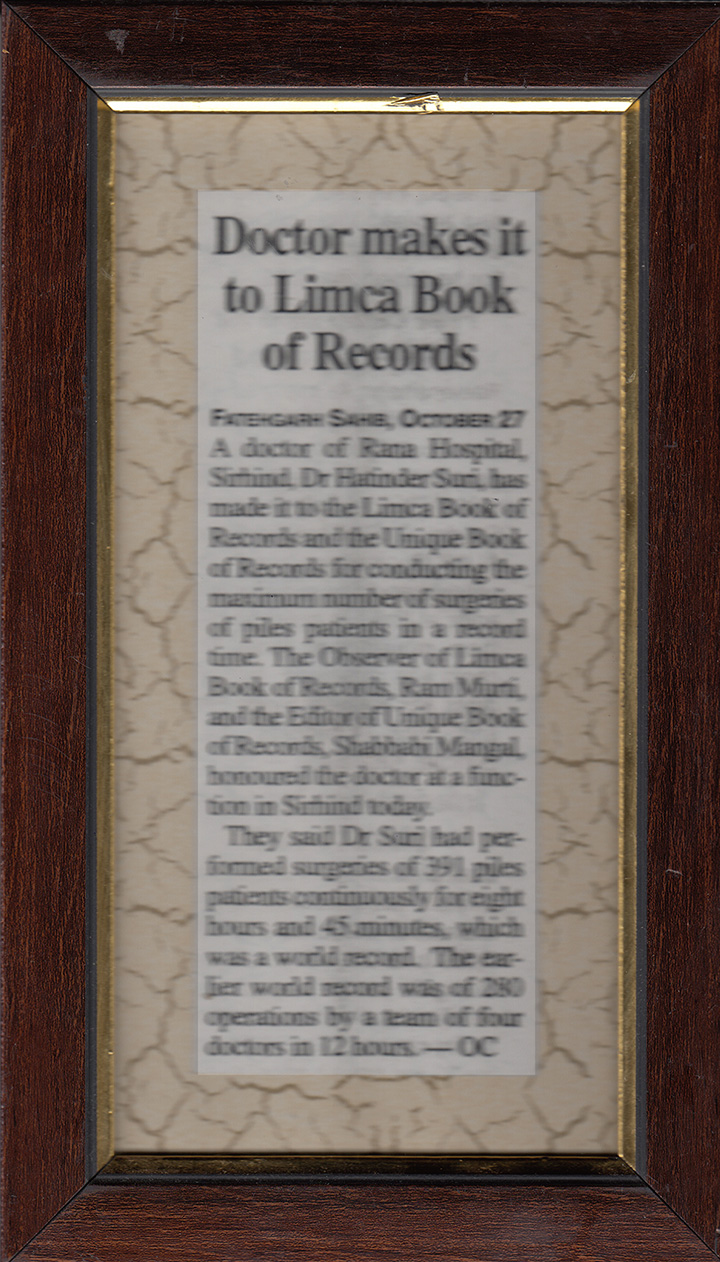 Doctor makes it
to Limca Book
of Records
FATEHGARH SAHIB, OCTOBER 27
A doctor of Rana Hospital,
Sirhind, Dr Hatinder Suri, has
made it to the Limca Book of
Records and the Unique Book
of Records for conducting the
maximum number of surgeries
of piles patients in a record
time. The Observer of Limca
Book of Records, Ram Murti,
and the Editor of Unique Book
of Records, Shabhahi Mangal,
honoured the doctor at a func-
tion in Sirhind today.
They said Dr Suri had per-
formed surgeries of 391 piles
patients continuously for eight
hours and 45 minutes, which
was a world record. The ear-
lier world record was of 280
operations by a team of four
doctors in 12 hours. — OC